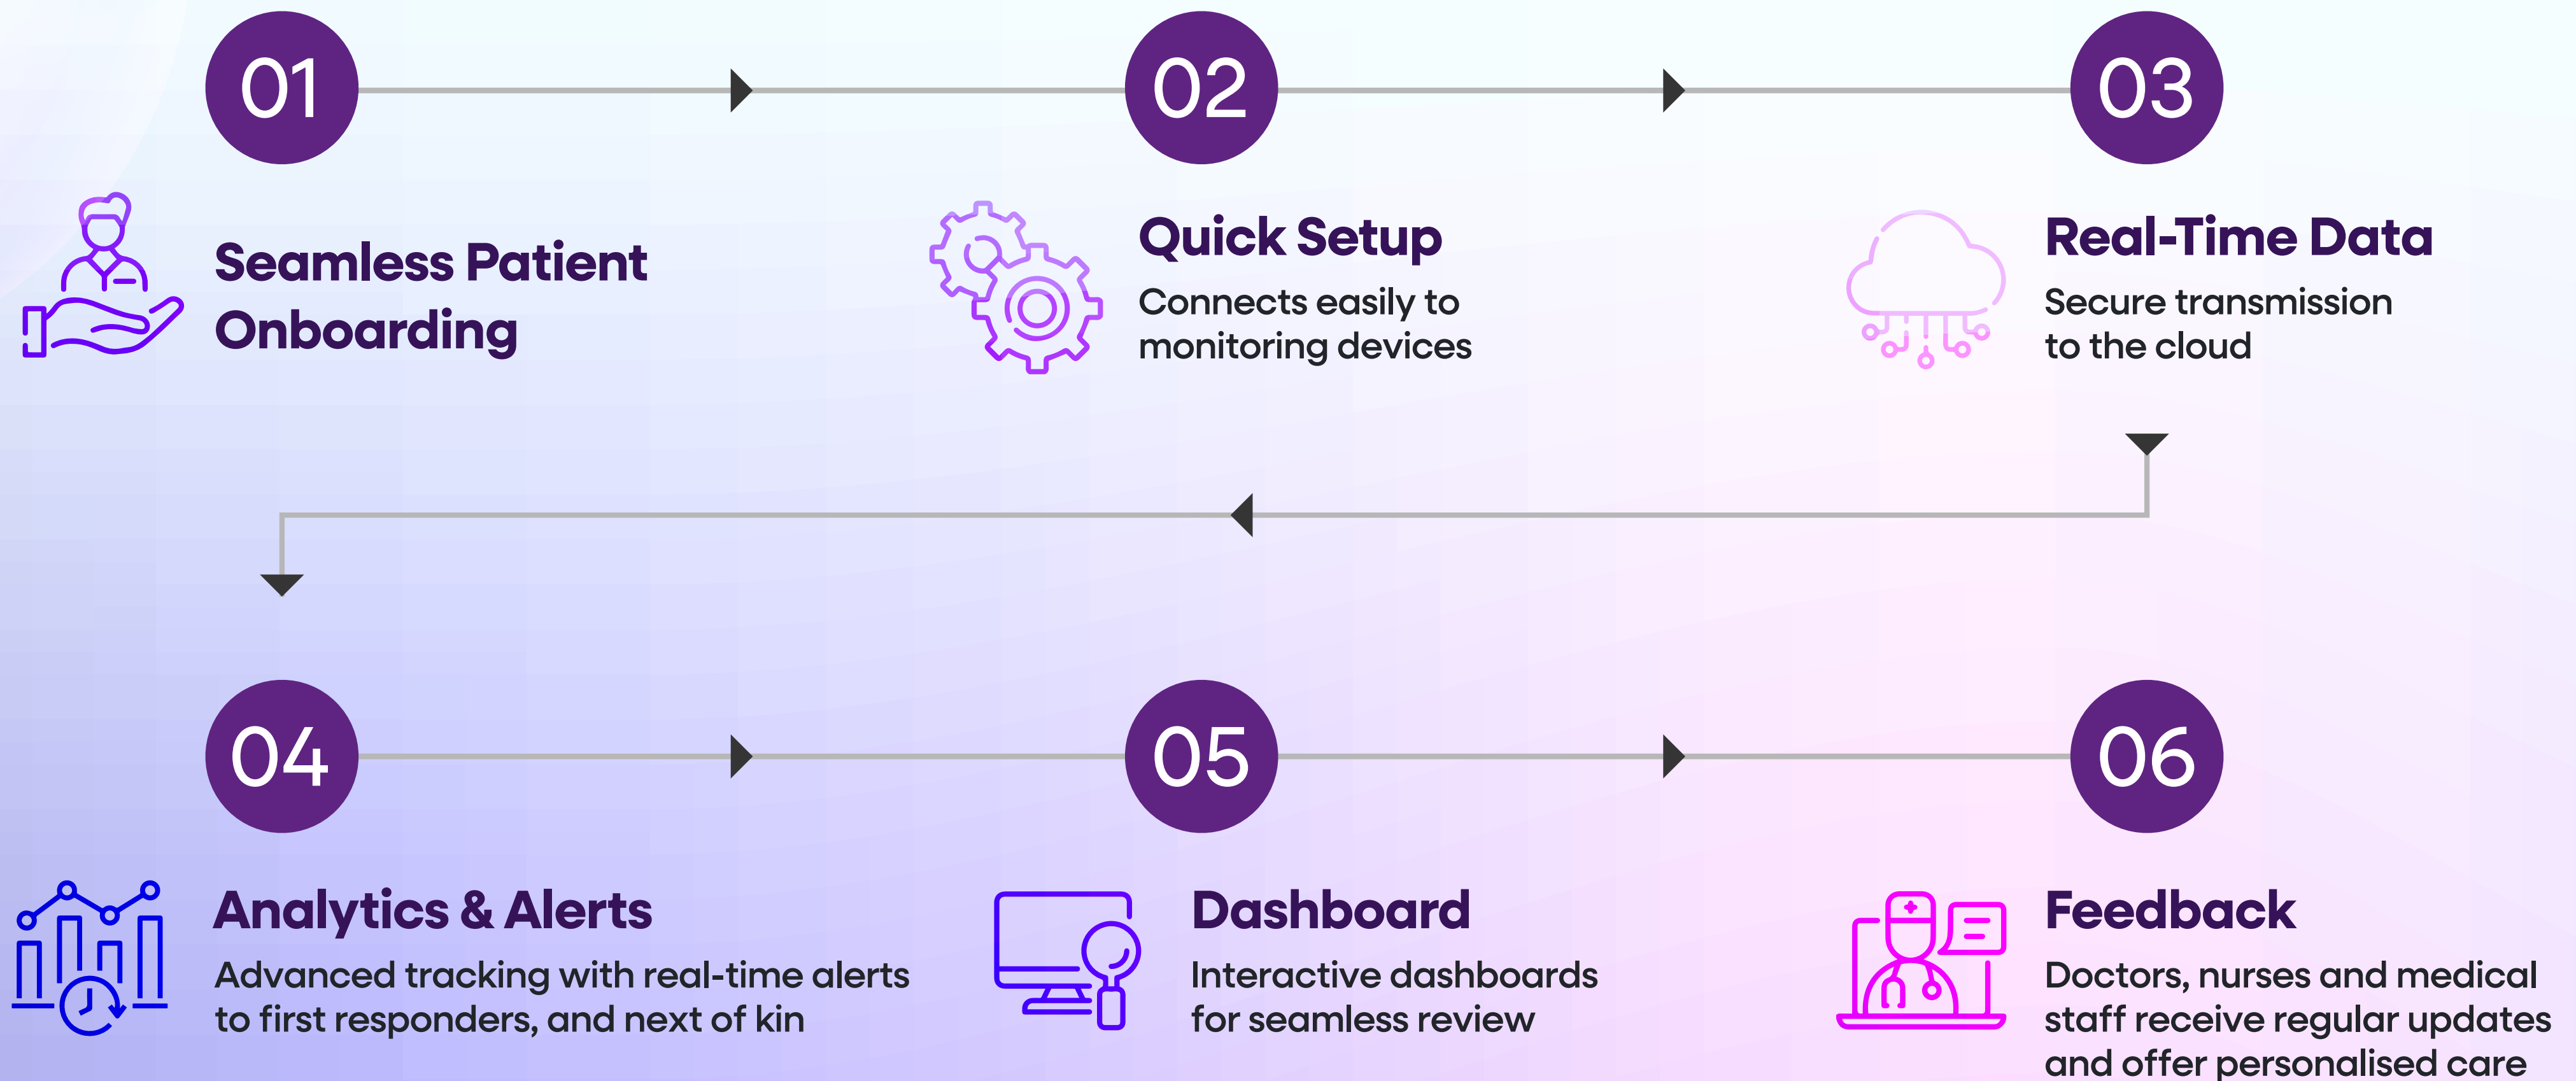 01
02
03
Seamless Patient
Onboarding
Quick Setup
Connects easily to
monitoring devices
Real-Time Data
Secure transmission
to the cloud
04
05
06
Analytics & Alerts
Advanced tracking with real-time alerts
to first responders, and next of kin
Dashboard
Interactive dashboards
for seamless review
Feedback
Doctors, nurses and medical
staff receive regular updates
and offer personalised care